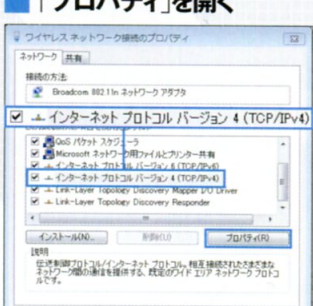 「プロパティ」を開く
ワイヤレス ネットワーク接続のプロパティ
ネットワーク 共有
接続の方法:
Broadcom 802.11n ネットワーク アダプタ
インターネット プロトコル バージョン 4 (TCP/IPv4)
QoS パケット スケジューラ
Microsoft ネットワーク用ファイルとプリンター共有
インターネット プロトコル バージョン 6 (TCP/IPv6)
インターネット プロトコル バージョン 4 (TCP/IPv4)
Link-Layer Topology Discovery Mapper I/O Driver
Link-Layer Topology Discovery Responder
インストール(N)... 削除(U) プロパティ(R)
説明
伝送制御プロトコル/インターネット プロトコル。相互接続されたさまざまな
ネットワーク間の通信を提供する、既定のワイド エリア ネットワーク プロトコ
ルです。